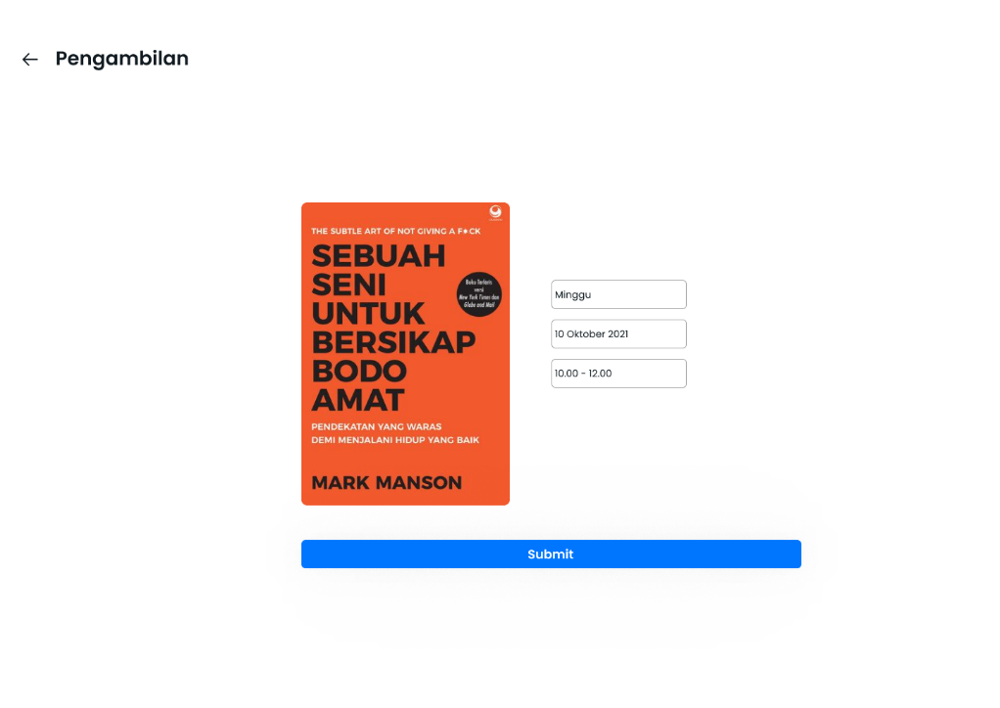 Pengambilan
THE SUBTLE ART OF NOT GIVING A F*CK
SEBUAH
SENI
UNTUK
BERSIKAP
BODO
AMAT
Buku Terlaris
versi
New York Times dan
Globe and Mail
PENDEKATAN YANG WARAS
DEMI MENJALANI HIDUP YANG BAIK
MARK MANSON
Minggu
10 Oktober 2021
10.00 - 12.00
Submit